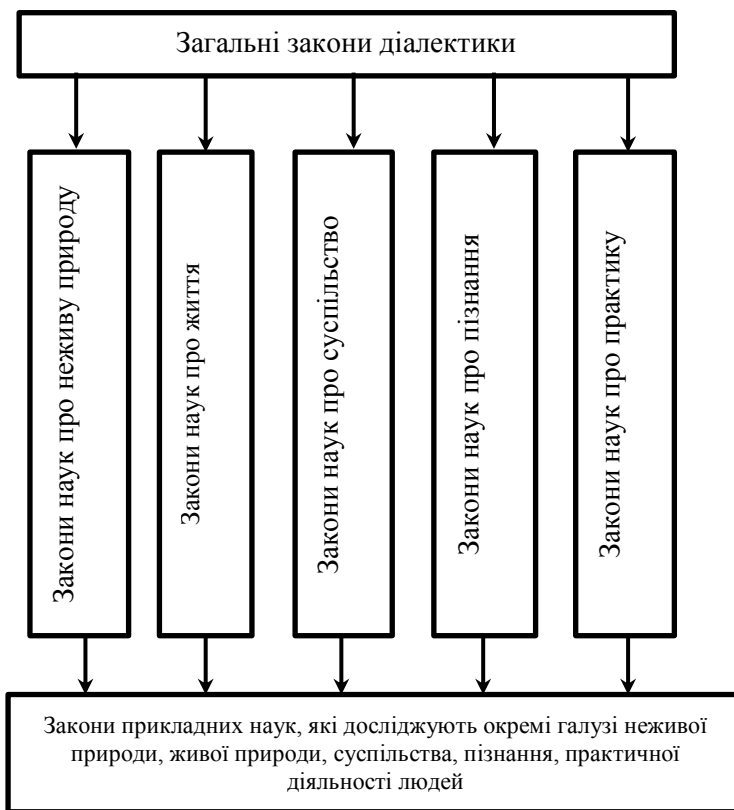 Загальні закони діалектики
Закони наук про неживу природу
Закони наук про життя
Закони наук про суспільство
Закони наук про пізнання
Закони наук про практику
Закони прикладних наук, які досліджують окремі галузі неживої
природи, живої природи, суспільства, пізнання, практичної
діяльності людей